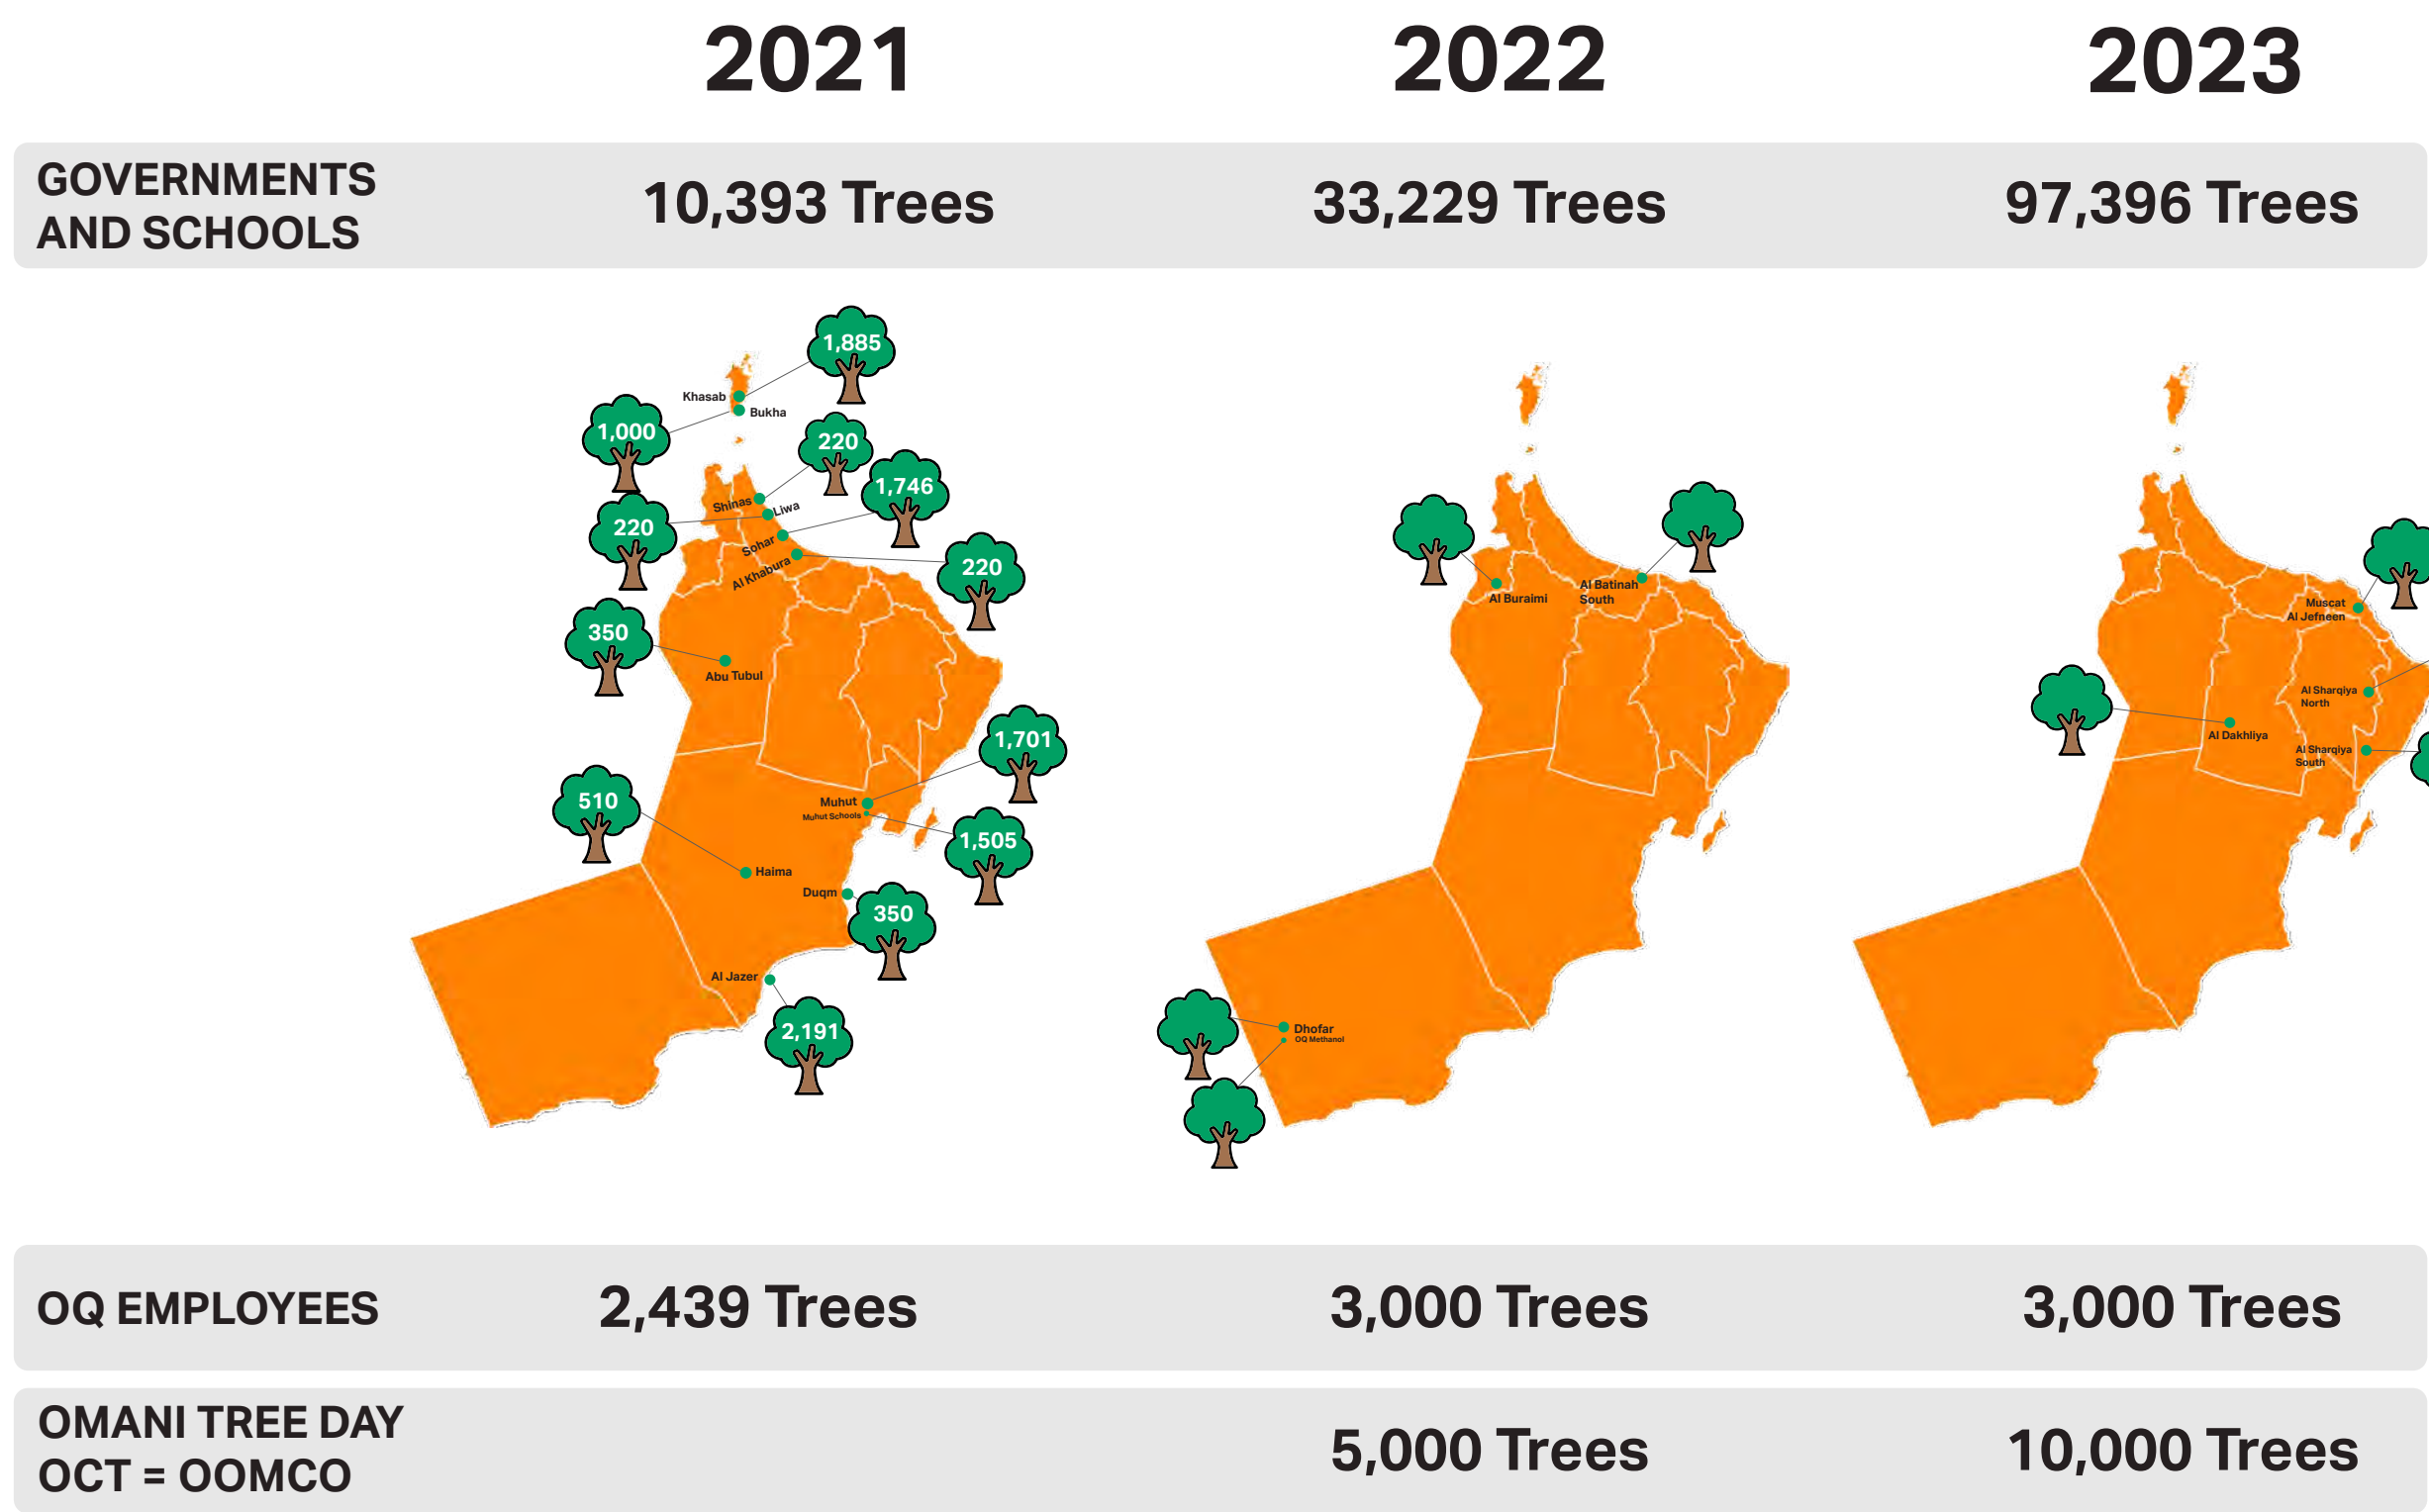 2021
2022
2023
GOVERNMENTS
AND SCHOOLS
10,393 Trees
33,229 Trees
97,396 Trees
1,885
Khasab
Bukha
1,000
220
1,746
Shinas
Liwa
220
Sohar
Al Khabura
220
350
Abu Tubul
1,701
510
Muhut
Muhut Schools
1,505
Haima
Duqm
350
Al Jazer
2,191
Al Buraimi
Al Batinah
South
Dhofar
OQ Methanol
Muscat
Al Jefneen
Al Sharqiya
North
Al Dakhliya
Al Sharqiya
South
OQ EMPLOYEES
2,439 Trees
3,000 Trees
3,000 Trees
OMANI TREE DAY
OCT = OOMCO
5,000 Trees
10,000 Trees